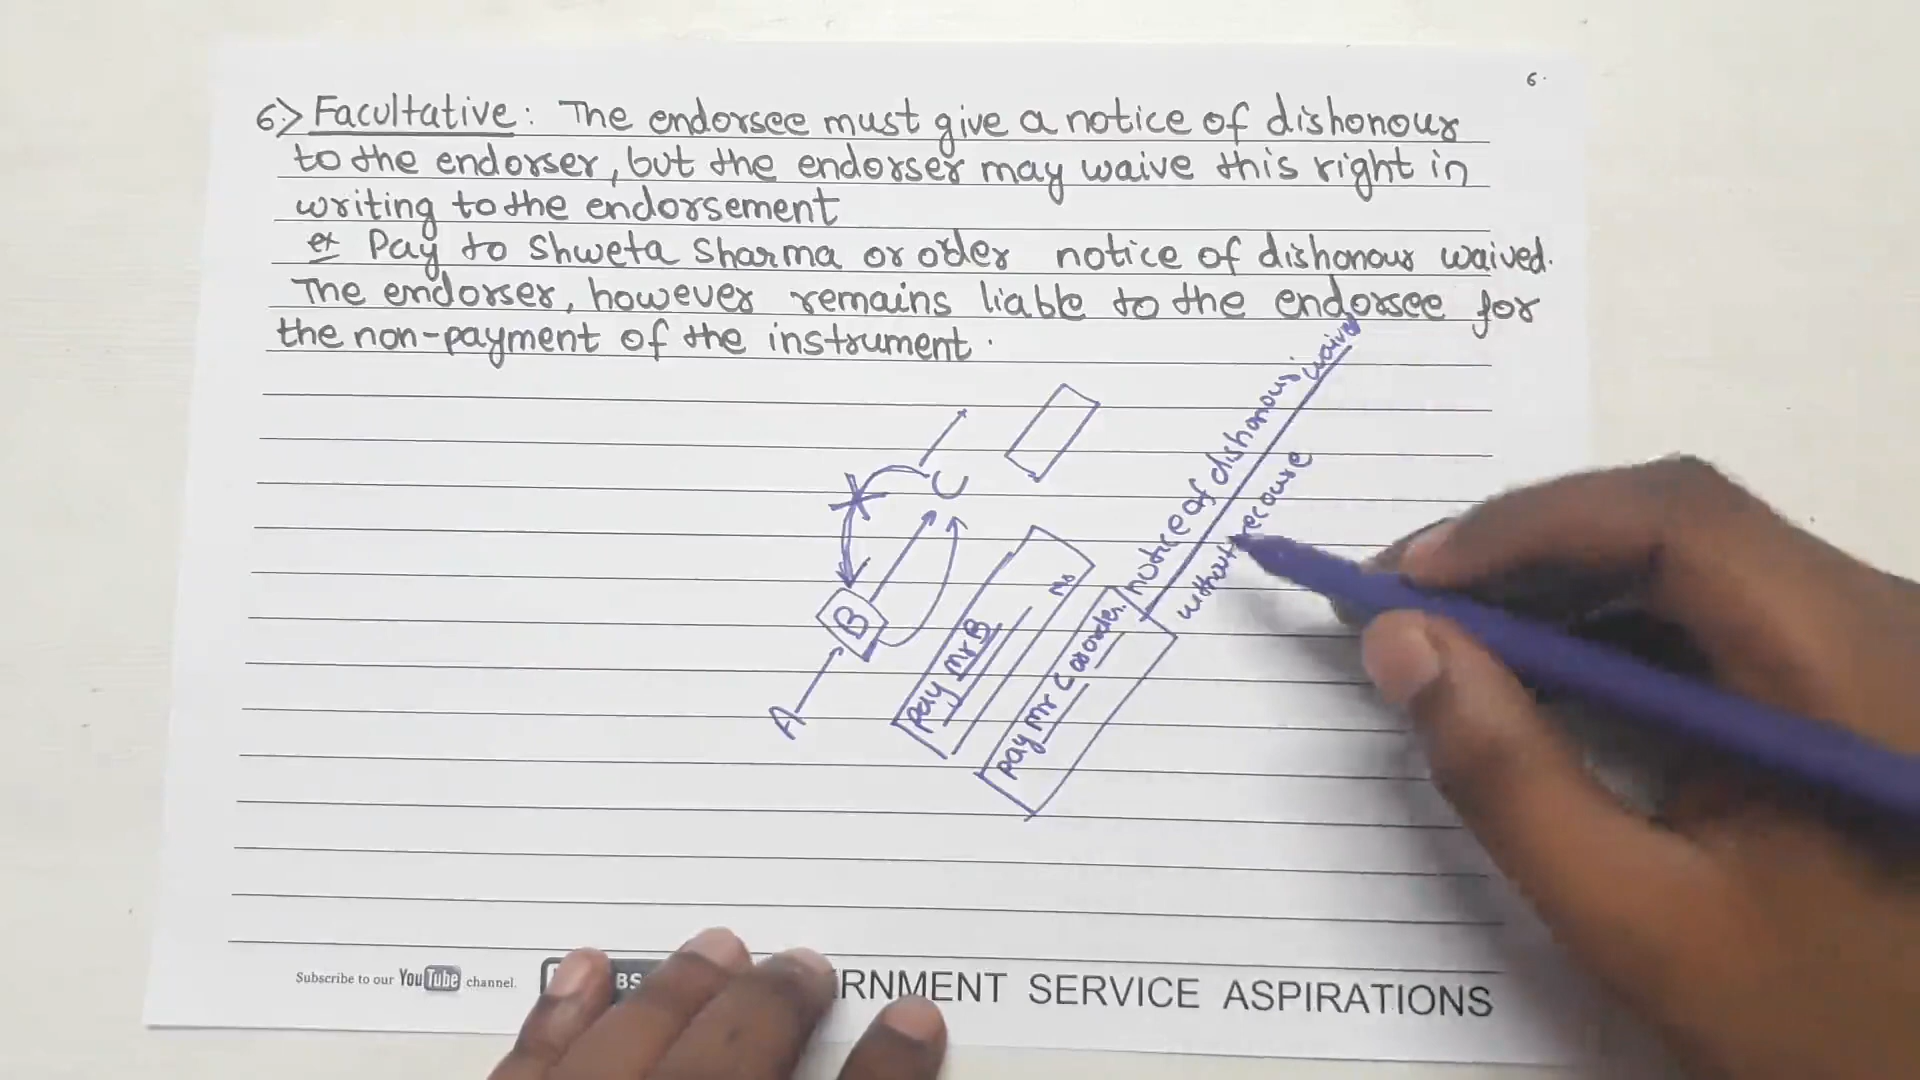 6.
6> Facultative : The endorsee must give a notice of dishonour
to the endorser, but the endorser may waive this right in
writing to the endorsement
ex Pay to Shweta Sharma or order notice of dishonour waived.
The endorser, however remains liable to the endorsee for
the non-payment of the instrument.
C
B
A
pay Mr B
pay Mr C or order.
notice of dishonour waived
without recourse
Subscribe to our YouTube channel.
BS
RNMENT SERVICE ASPIRATIONS